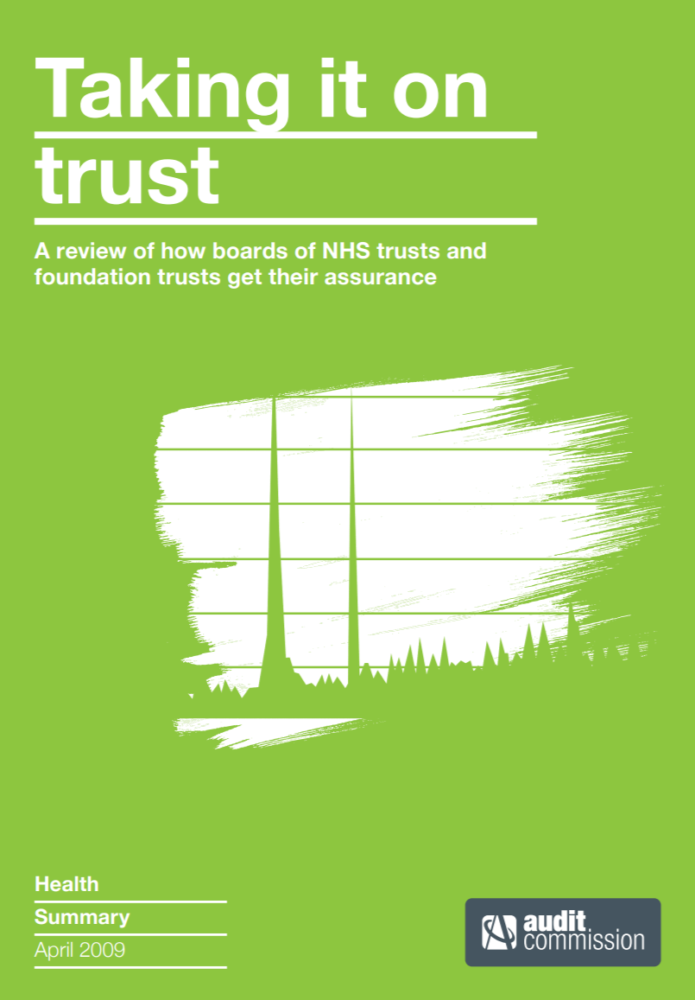 Taking it on
trust
A review of how boards of NHS trusts and
foundation trusts get their assurance
Health
Summary
April 2009
audit
commission